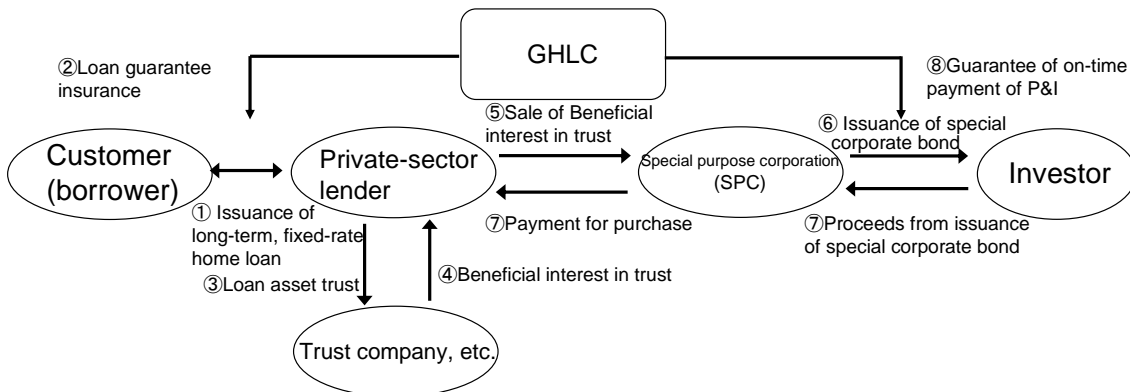 GHLC
②Loan guarantee
insurance
⑧Guarantee of on-time
payment of P&I
⑤Sale of Beneficial
interest in trust
⑥ Issuance of special
corporate bond
Customer
(borrower)
Private-sector
lender
Special purpose corporation
(SPC)
Investor
① Issuance of
long-term, fixed-rate
home loan
⑦Payment for purchase
⑦Proceeds from issuance
of special corporate bond
③Loan asset trust
④Beneficial interest in trust
Trust company, etc.